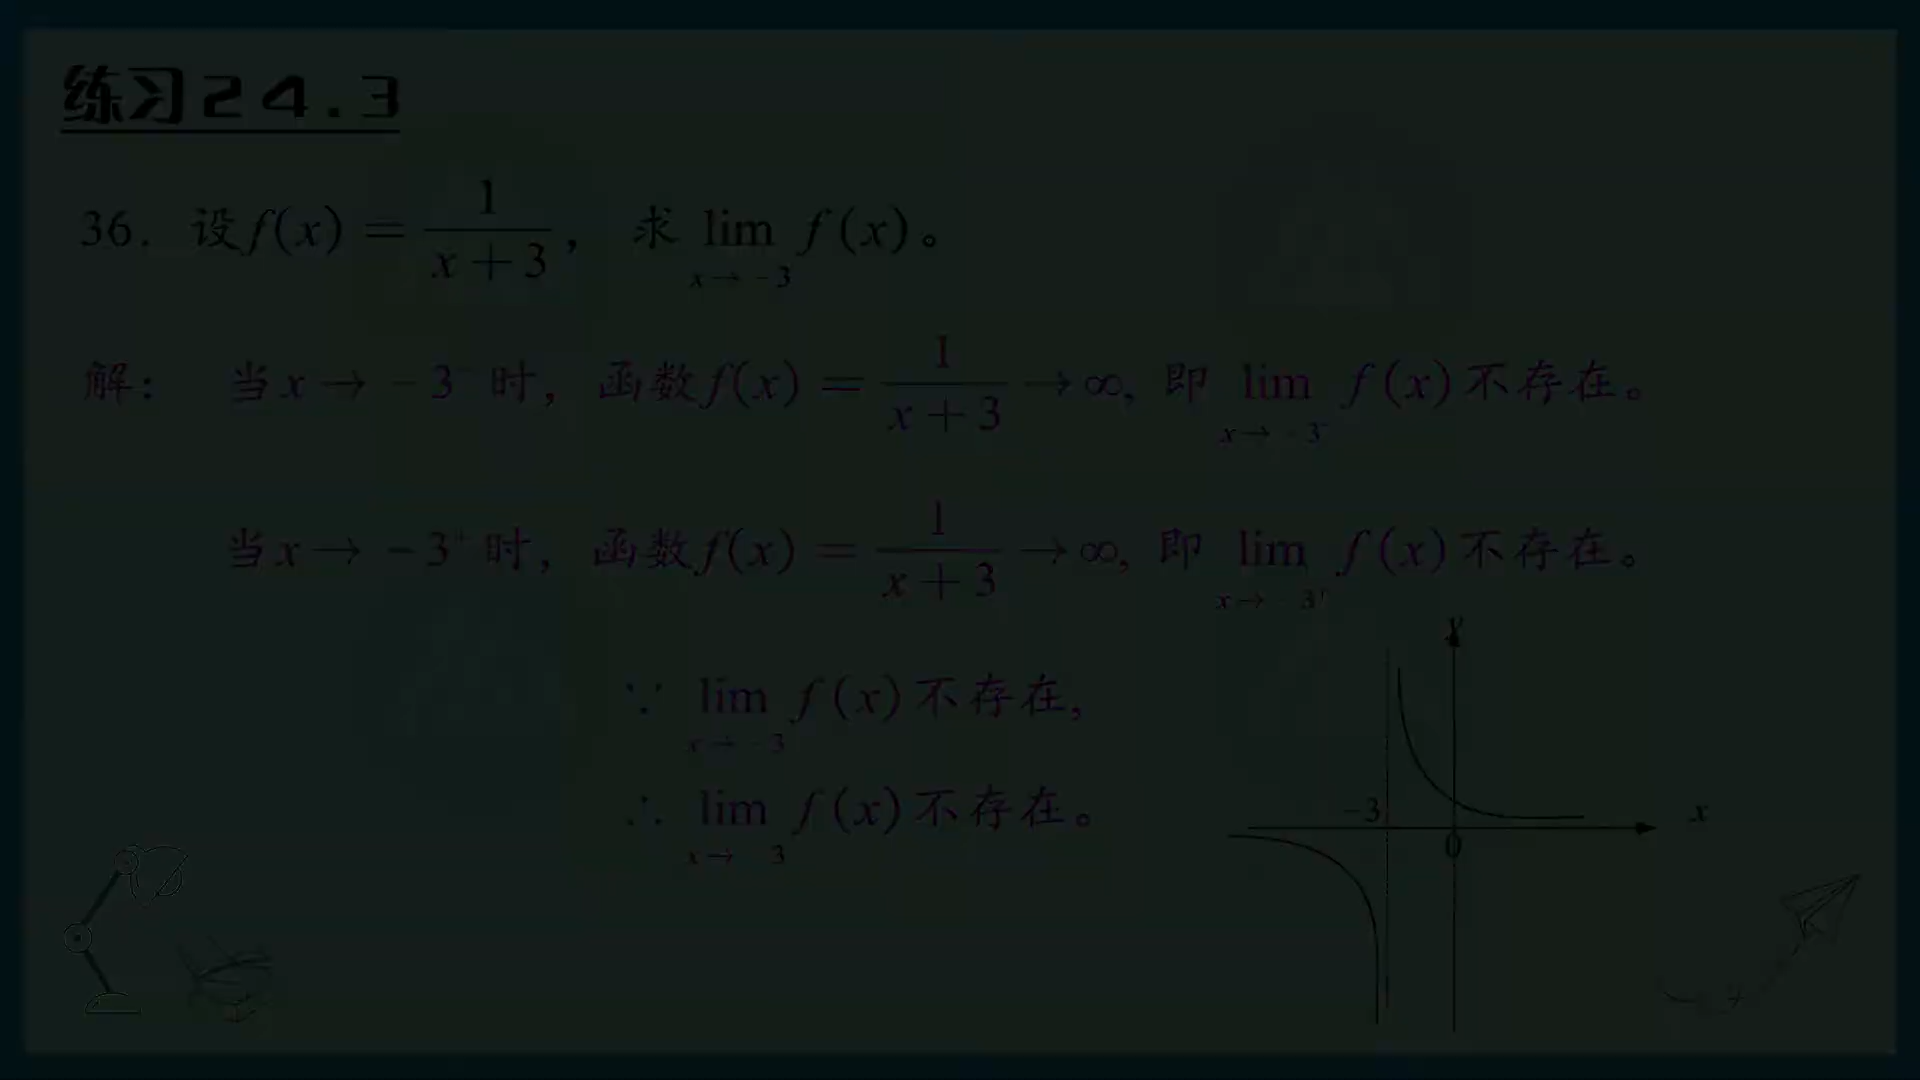 练习24.3
36. 设f(x) = 1/(x+3), 求 lim_{x→-3} f(x)。
解: 当x→-3⁻时, 函数f(x) = 1/(x+3) →∞, 即 lim_{x→-3⁻} f(x)不存在。
当x→-3⁺时, 函数f(x) = 1/(x+3) →∞, 即 lim_{x→-3⁺} f(x)不存在。
∵ lim_{x→-3} f(x)不存在,
∴ lim_{x→-3} f(x)不存在。
y
-3
x
0